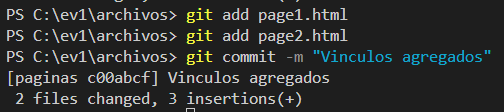 PS C:\ev1\archivos> git add page1.html
PS C:\ev1\archivos> git add page2.html
PS C:\ev1\archivos> git commit -m "Vinculos agregados"
[paginas c00abcf] Vinculos agregados
 2 files changed, 3 insertions(+)